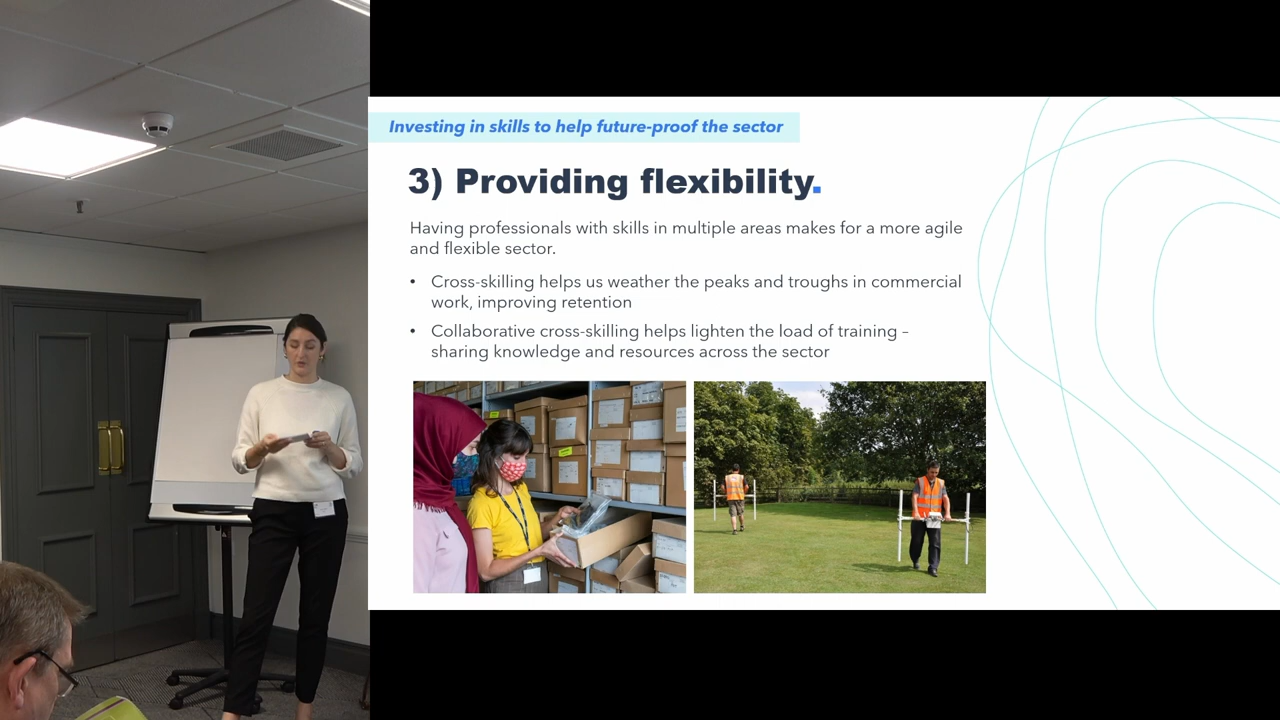 Investing in skills to help future-proof the sector
3) Providing flexibility.
Having professionals with skills in multiple areas makes for a more agile
and flexible sector.
• Cross-skilling helps us weather the peaks and troughs in commercial
work, improving retention
• Collaborative cross-skilling helps lighten the load of training –
sharing knowledge and resources across the sector